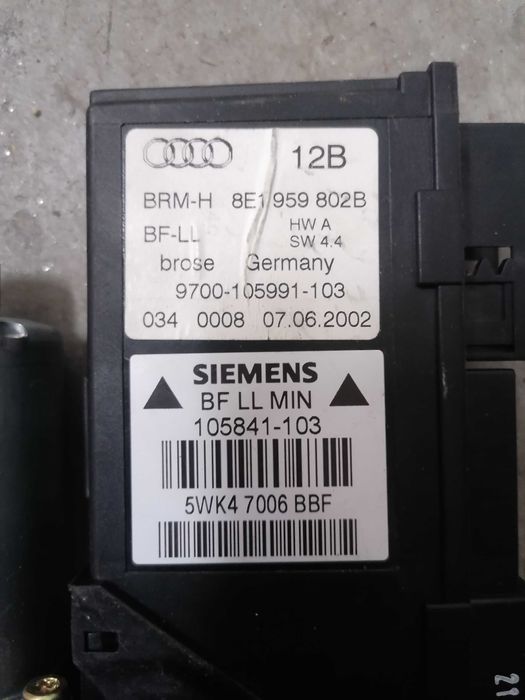 12B
BRM-H 8E1 959 802B
BF-LL HW A
SW 4.4
brose Germany
9700-105991-103
034 0008 07.06.2002
SIEMENS
BF LL MIN
105841-103
5WK4 7006 BBF
21